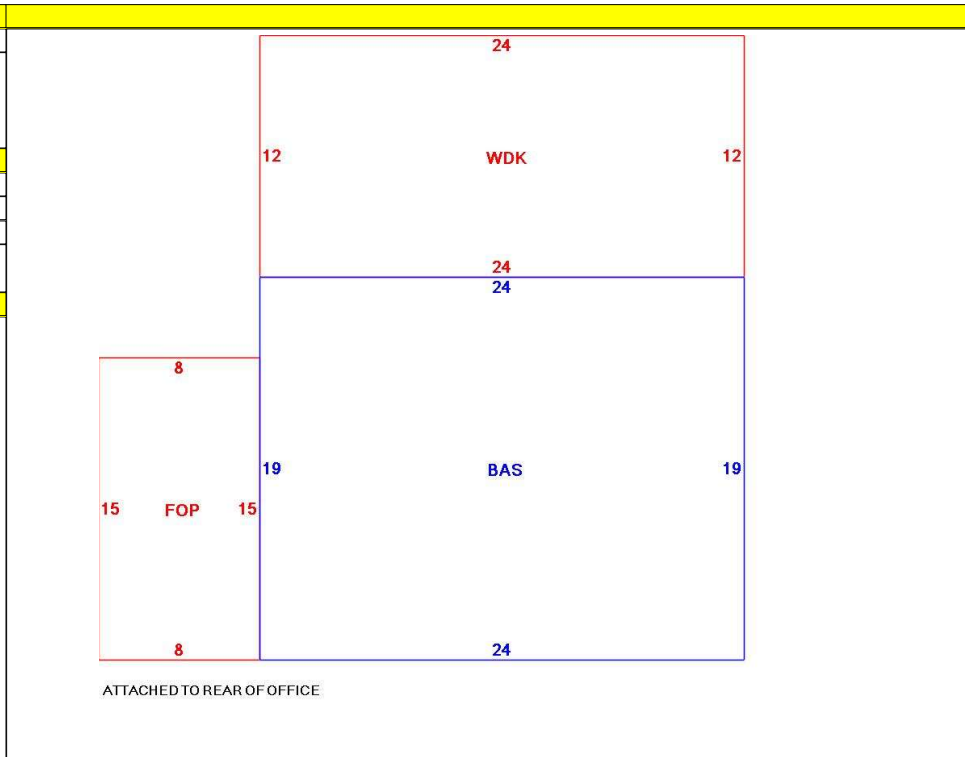 24
12 WDK 12
24
24
8
19 BAS 19
15 FOP 15
8 24
ATTACHED TO REAR OF OFFICE